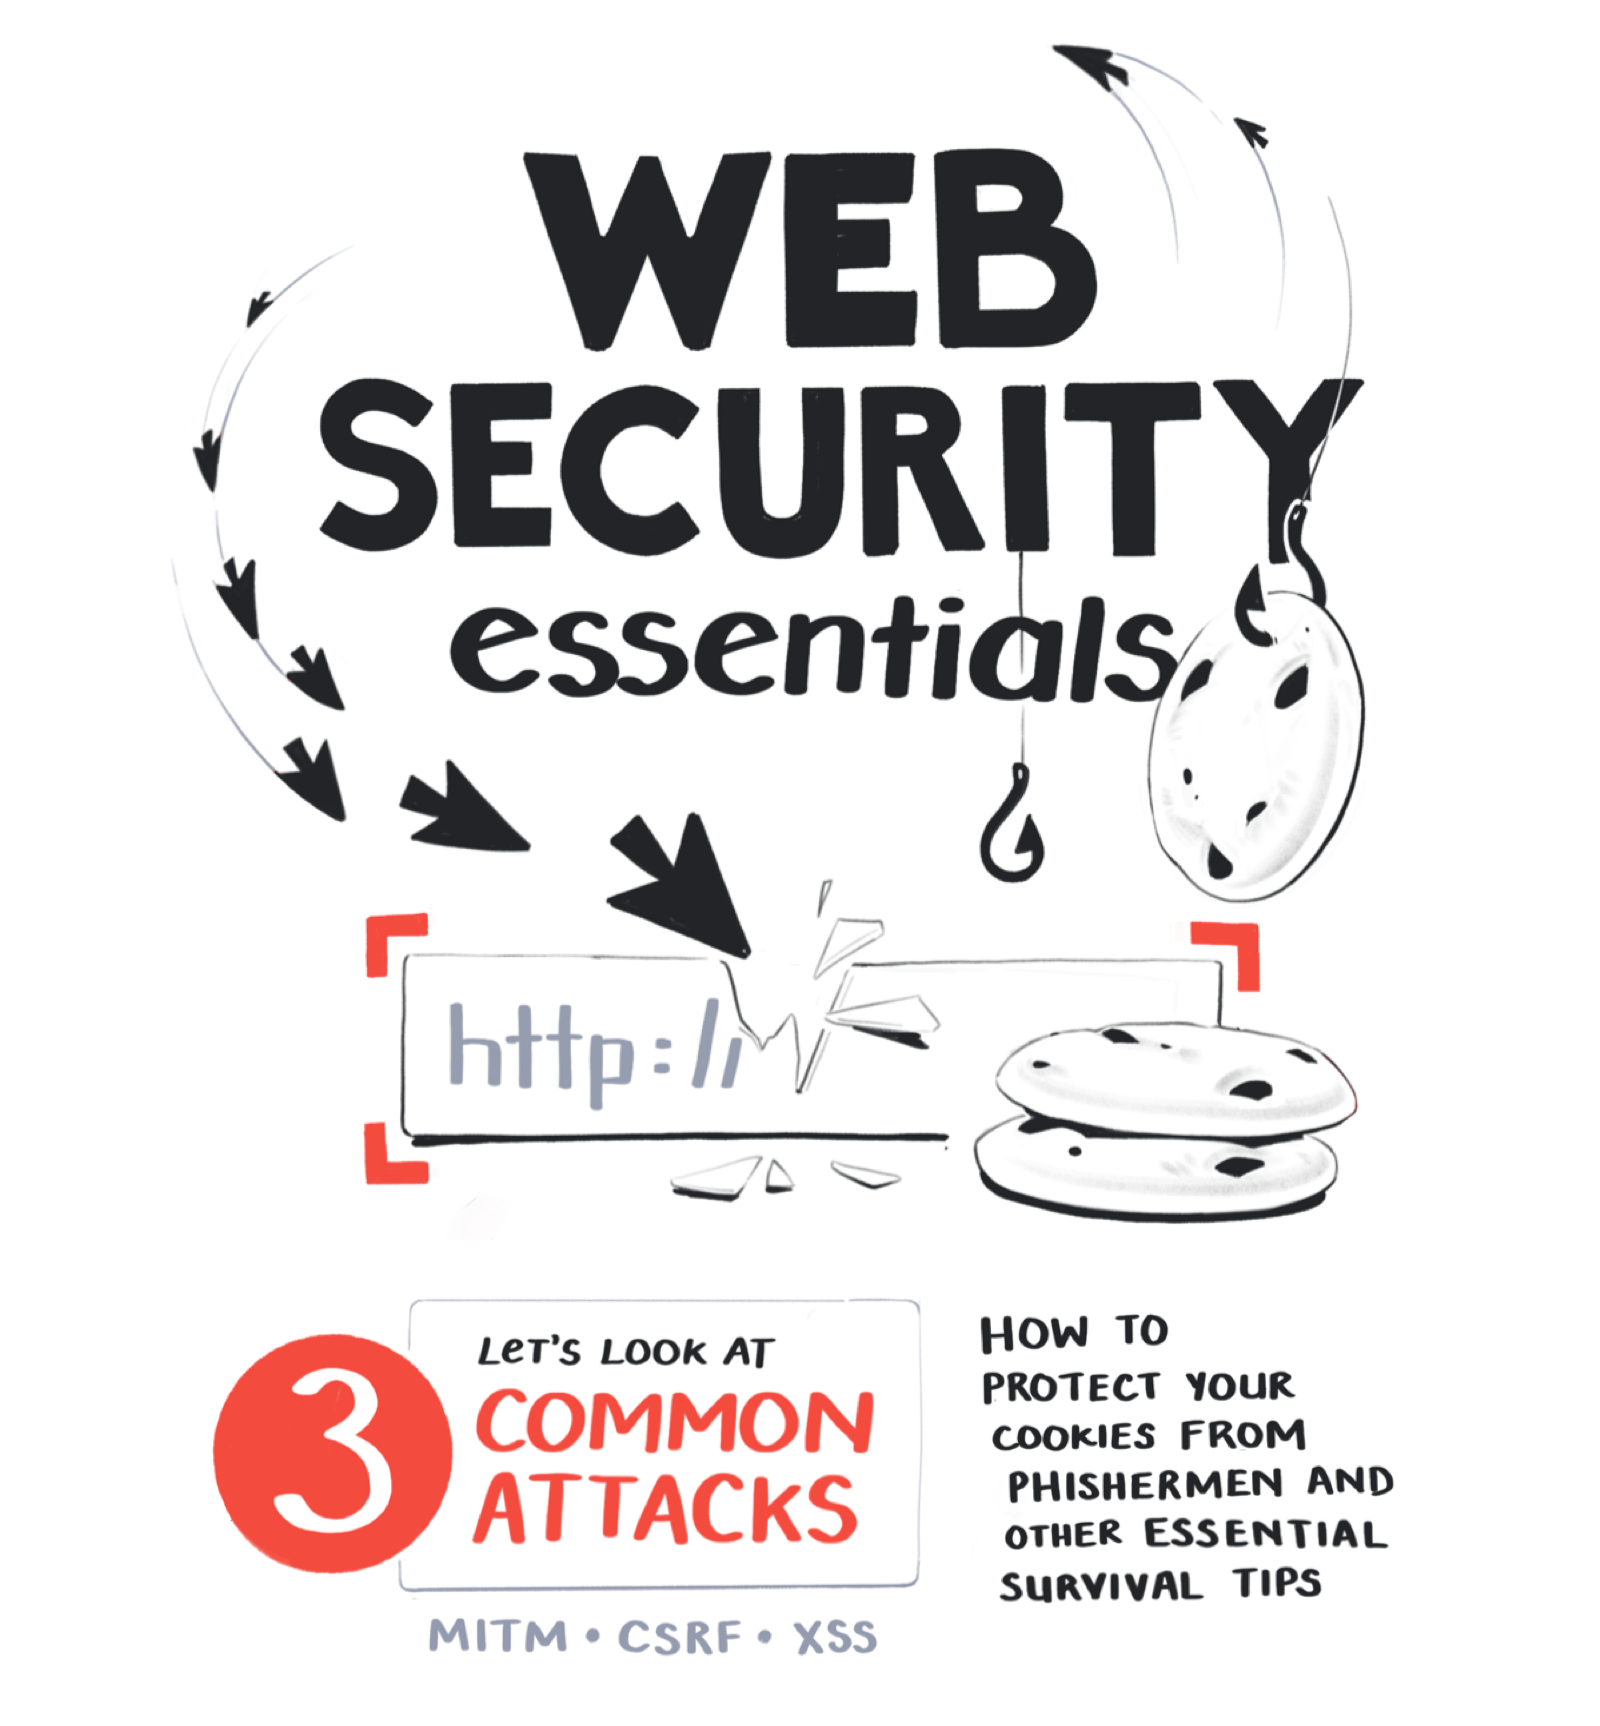 WEB
SECURITY
essentials
http://
3
LET'S LOOK AT
COMMON
ATTACKS
MITM • CSRF • XSS
HOW TO
PROTECT YOUR
COOKIES FROM
PHISHERMEN AND
OTHER ESSENTIAL
SURVIVAL TIPS